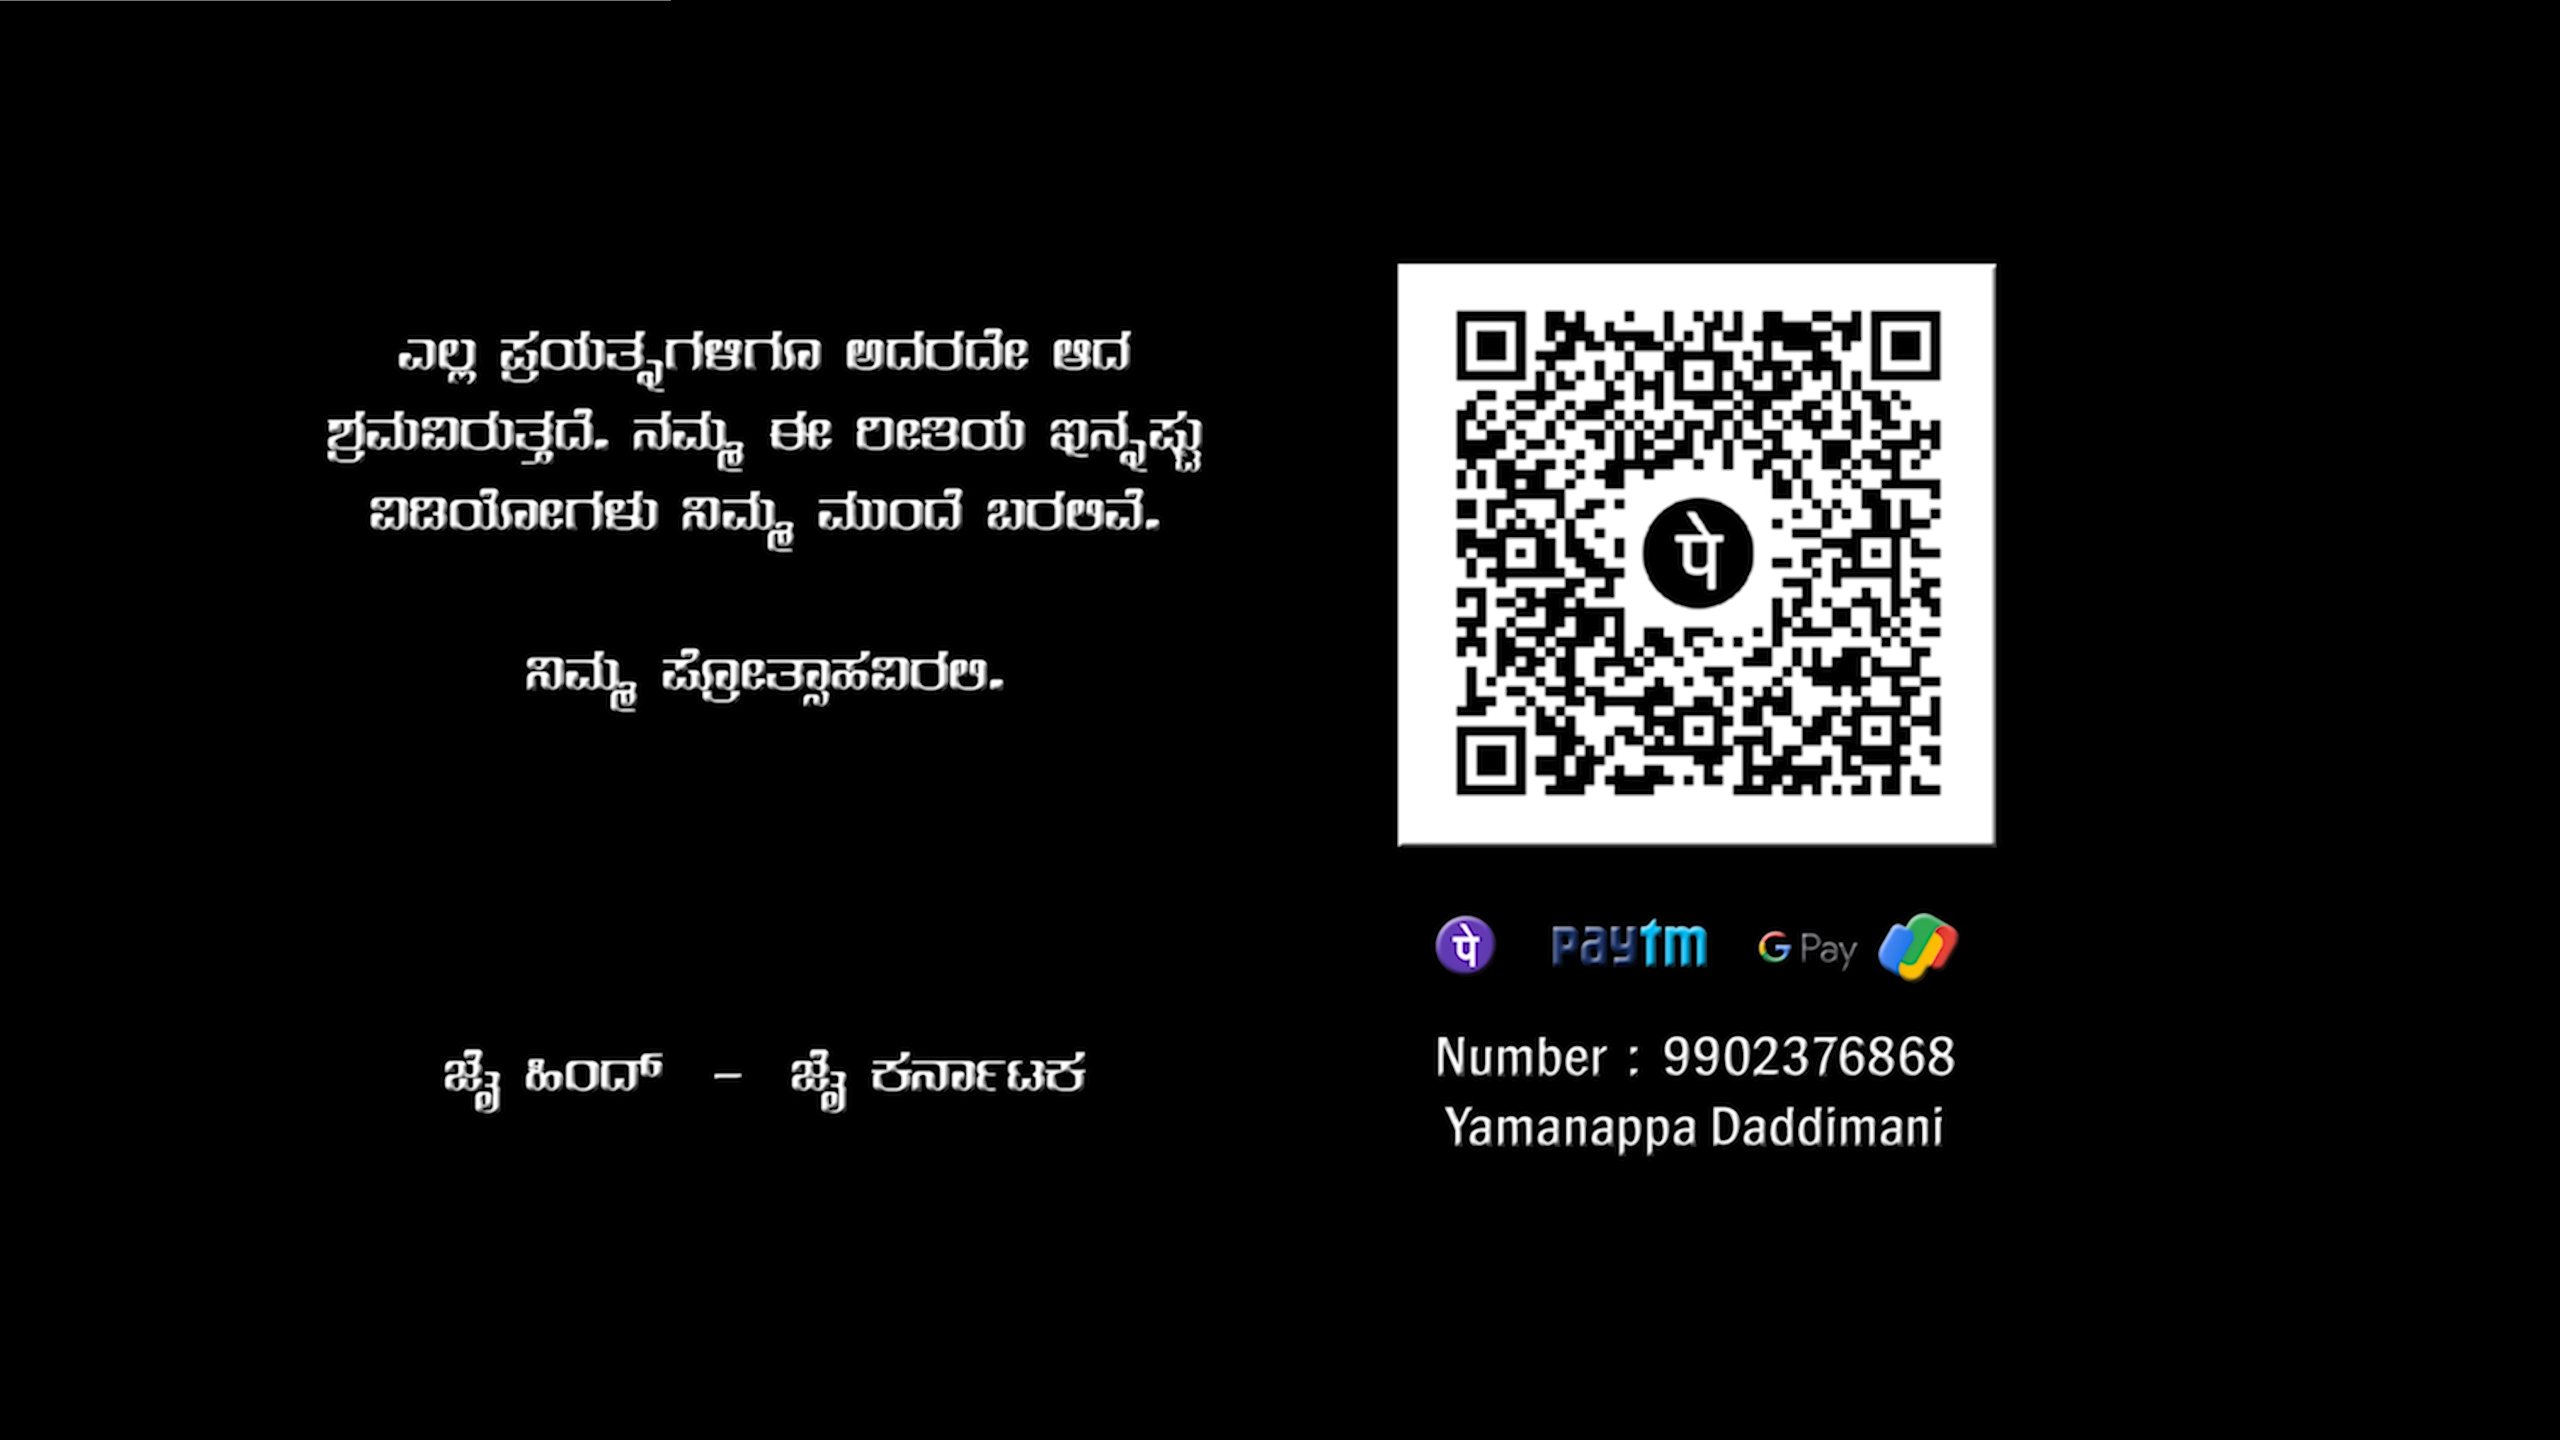 ಎಲ್ಲ ಪ್ರಯತ್ನಗಳಿಗೂ ಅದರದೇ ಆದ
ಶ್ರಮವಿರುತ್ತದೆ. ನಮ್ಮ ಈ ರೀತಿಯ ಇನ್ನಷ್ಟು
ವಿಡಿಯೋಗಳು ನಿಮ್ಮ ಮುಂದೆ ಬರಲಿವೆ.
ನಿಮ್ಮ ಪ್ರೋತ್ಸಾಹವಿರಲಿ.
ಜೈ ಹಿಂದ್ - ಜೈ ಕರ್ನಾಟಕ
पे
पे paytm G Pay
Number : 9902376868
Yamanappa Daddimani